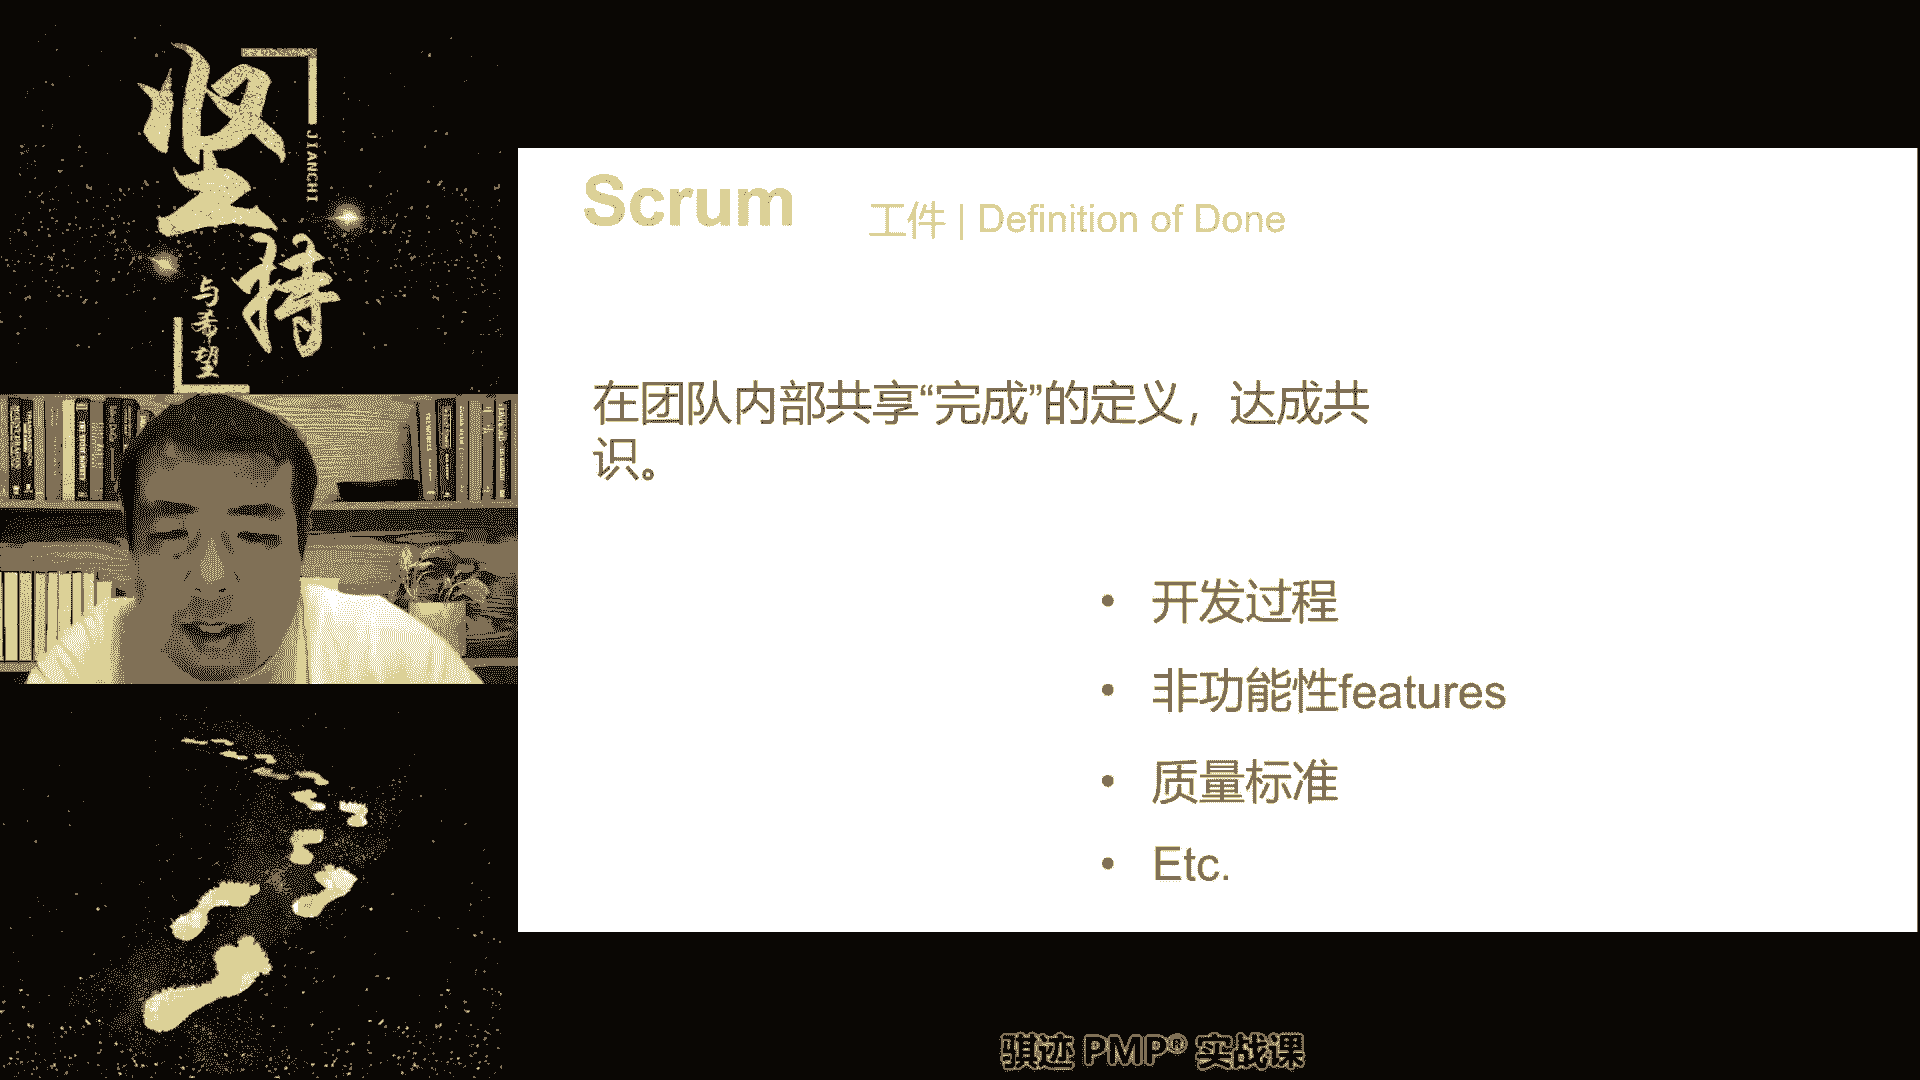 坚持
JIANCHI
与希望
Scrum
工件 | Definition of Done
在团队内部共享“完成”的定义，达成共
识。
• 开发过程
• 非功能性features
• 质量标准
• Etc.
骐迹 PMP® 实战课